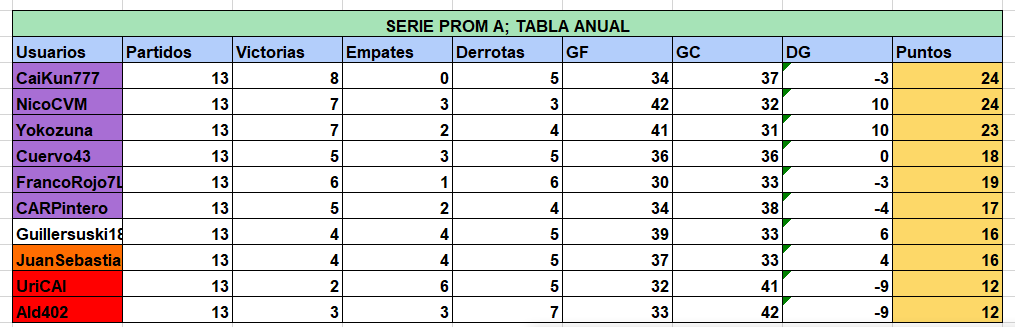 SERIE PROM A; TABLA ANUAL
Usuarios Partidos Victorias Empates Derrotas GF GC DG Puntos
CaiKun777 13 8 0 5 34 37 -3 24
NicoCVM 13 7 3 3 42 32 10 24
Yokozuna 13 7 2 4 41 31 10 23
Cuervo43 13 5 3 5 36 36 0 18
FrancoRojo7L 13 6 1 6 30 33 -3 19
CARPintero 13 5 2 4 34 38 -4 17
Guillersuski18 13 4 4 5 39 33 6 16
JuanSebastia 13 4 4 5 37 33 4 16
UriCAI 13 2 6 5 32 41 -9 12
Ald402 13 3 3 7 33 42 -9 12